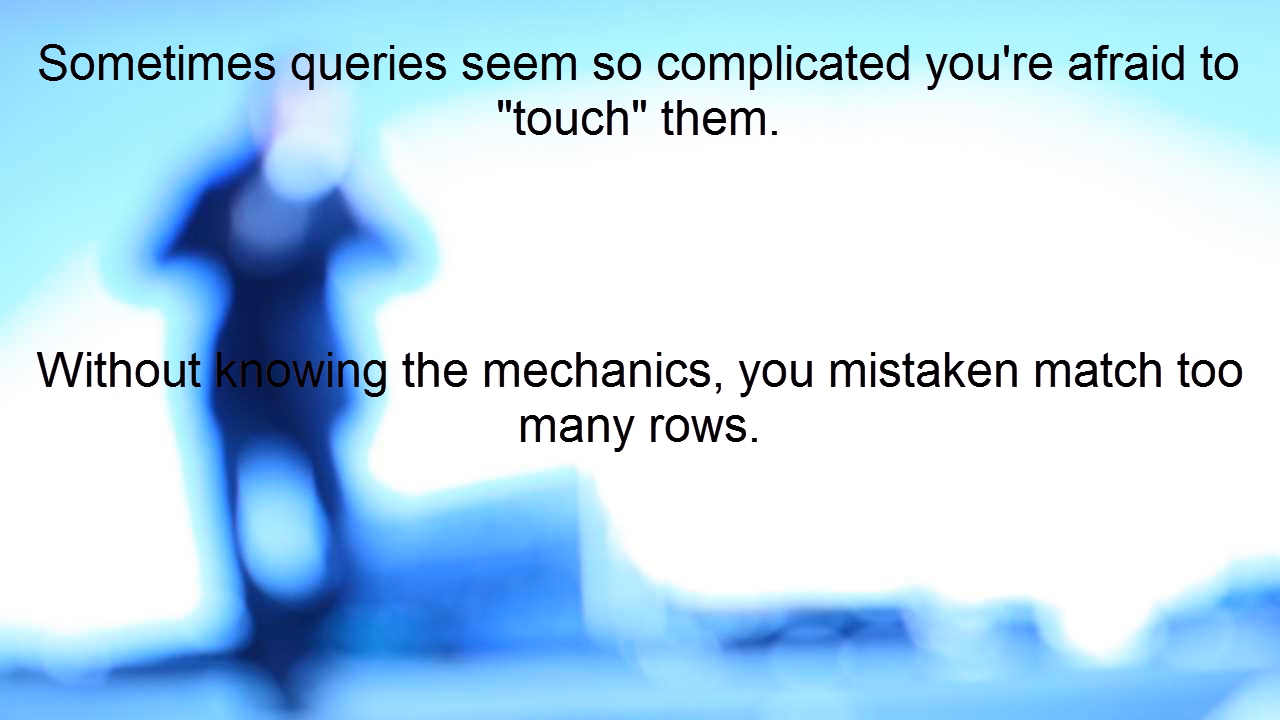 Sometimes queries seem so complicated you're afraid to
"touch" them.
Without knowing the mechanics, you mistaken match too
many rows.